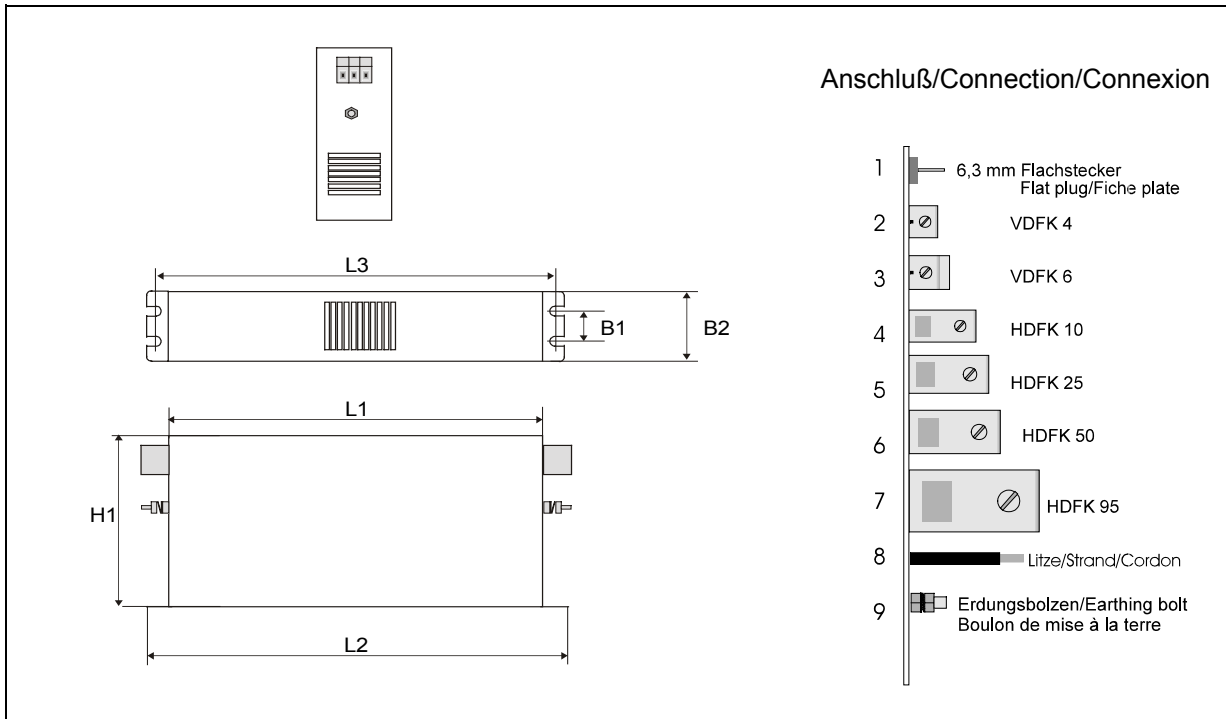 Anschluß/Connection/Connexion
L3
B1
B2
L1
H1
L2
1
6,3 mm Flachstecker
Flat plug/Fiche plate
2
VDFK 4
3
VDFK 6
4
HDFK 10
5
HDFK 25
6
HDFK 50
7
HDFK 95
8
Litze/Strand/Cordon
9
Erdungsbolzen/Earthing bolt
Boulon de mise à la terre